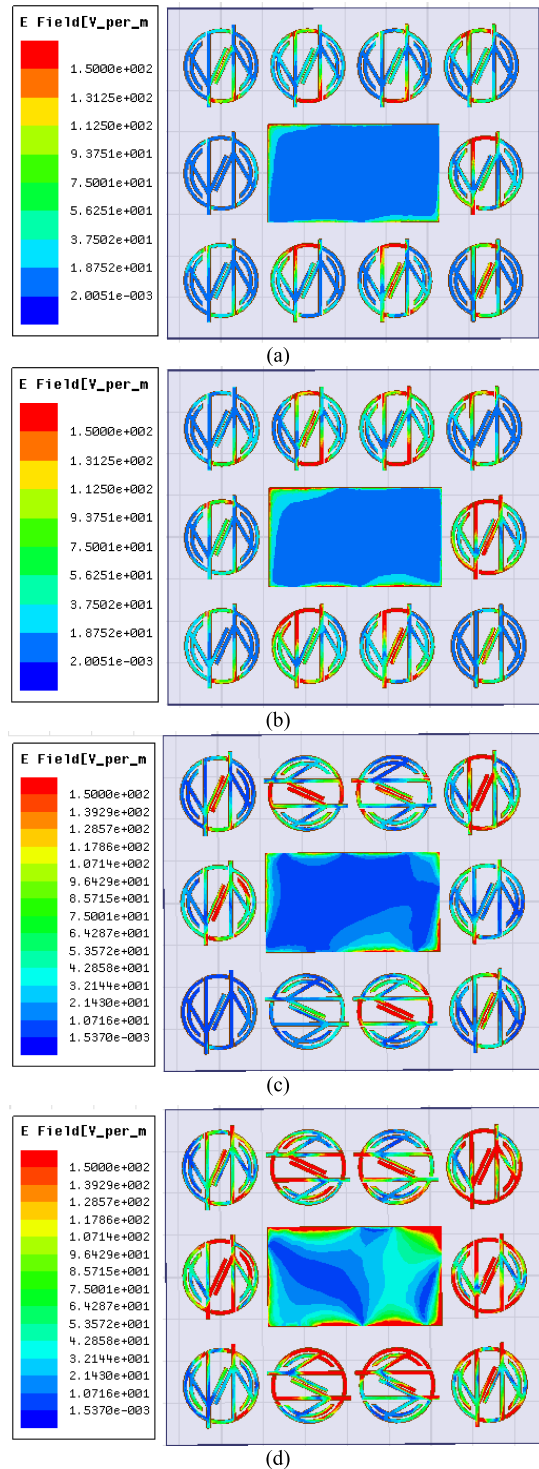 E Field[V_per_m
1.5000e+002
1.3125e+002
1.1250e+002
9.3751e+001
7.5001e+001
5.6251e+001
3.7502e+001
1.8752e+001
2.0051e-003
(a)
E Field[V_per_m
1.5000e+002
1.3125e+002
1.1250e+002
9.3751e+001
7.5001e+001
5.6251e+001
3.7502e+001
1.8752e+001
2.0051e-003
(b)
E Field[V_per_m
1.5000e+002
1.3929e+002
1.2857e+002
1.1786e+002
1.0714e+002
9.6429e+001
8.5715e+001
7.5001e+001
6.4287e+001
5.3572e+001
4.2858e+001
3.2144e+001
2.1430e+001
1.0716e+001
1.5370e-003
(c)
E Field[V_per_m
1.5000e+002
1.3929e+002
1.2857e+002
1.1786e+002
1.0714e+002
9.6429e+001
8.5715e+001
7.5001e+001
6.4287e+001
5.3572e+001
4.2858e+001
3.2144e+001
2.1430e+001
1.0716e+001
1.5370e-003
(d)